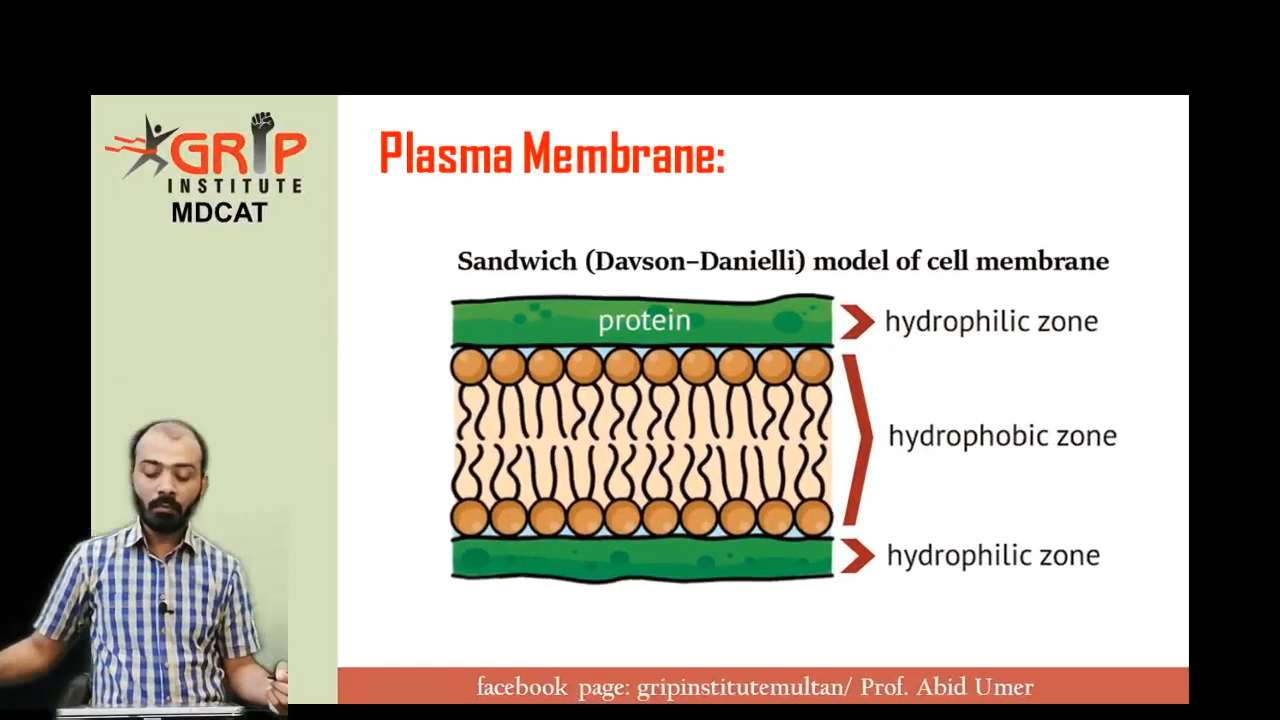 GRIP
INSTITUTE
MDCAT
Plasma Membrane:
Sandwich (Davson–Danielli) model of cell membrane
protein
hydrophilic zone
hydrophobic zone
hydrophilic zone
facebook page: gripinstitutemultan/ Prof. Abid Umer